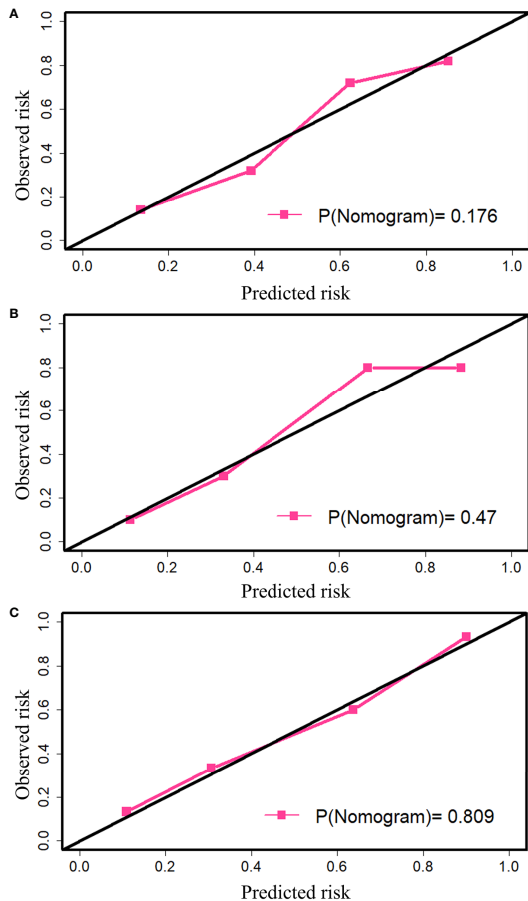 A
Observed risk
1.0
0.8
0.6
0.4
0.2
0.0
P(Nomogram)= 0.176
0.0 0.2 0.4 0.6 0.8 1.0
Predicted risk
B
Observed risk
1.0
0.8
0.6
0.4
0.2
0.0
P(Nomogram)= 0.47
0.0 0.2 0.4 0.6 0.8 1.0
Predicted risk
C
Observed risk
1.0
0.8
0.6
0.4
0.2
0.0
P(Nomogram)= 0.809
0.0 0.2 0.4 0.6 0.8 1.0
Predicted risk